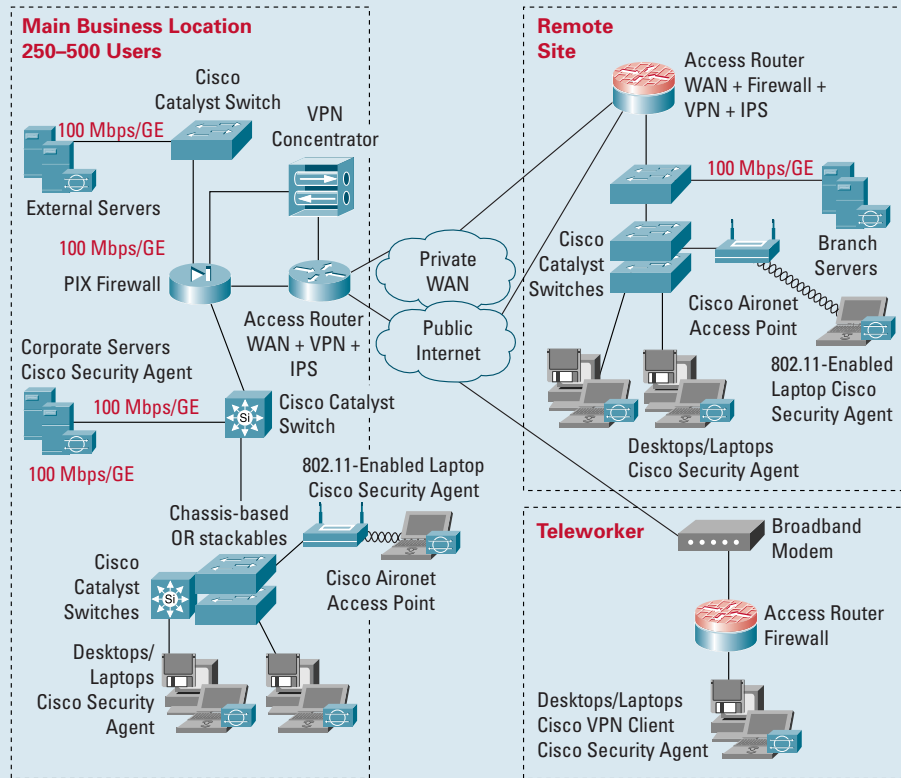 Main Business Location
250–500 Users
Cisco
Catalyst Switch
VPN
Concentrator
100 Mbps/GE
External Servers
100 Mbps/GE
PIX Firewall
Access Router
WAN + VPN +
IPS
Corporate Servers
Cisco Security Agent
100 Mbps/GE
Si
Cisco Catalyst
Switch
100 Mbps/GE
802.11-Enabled Laptop
Cisco Security Agent
Chassis-based
OR stackables
Cisco
Catalyst
Switches
Si
Cisco Aironet
Access Point
Desktops/
Laptops
Cisco Security
Agent
Private
WAN
Public
Internet
Remote
Site
Access Router
WAN + Firewall +
VPN + IPS
100 Mbps/GE
Branch
Servers
Cisco
Catalyst
Switches
Cisco Aironet
Access Point
802.11-Enabled
Laptop Cisco
Security Agent
Desktops/Laptops
Cisco Security Agent
Teleworker
Broadband
Modem
Access Router
Firewall
Desktops/Laptops
Cisco VPN Client
Cisco Security Agent